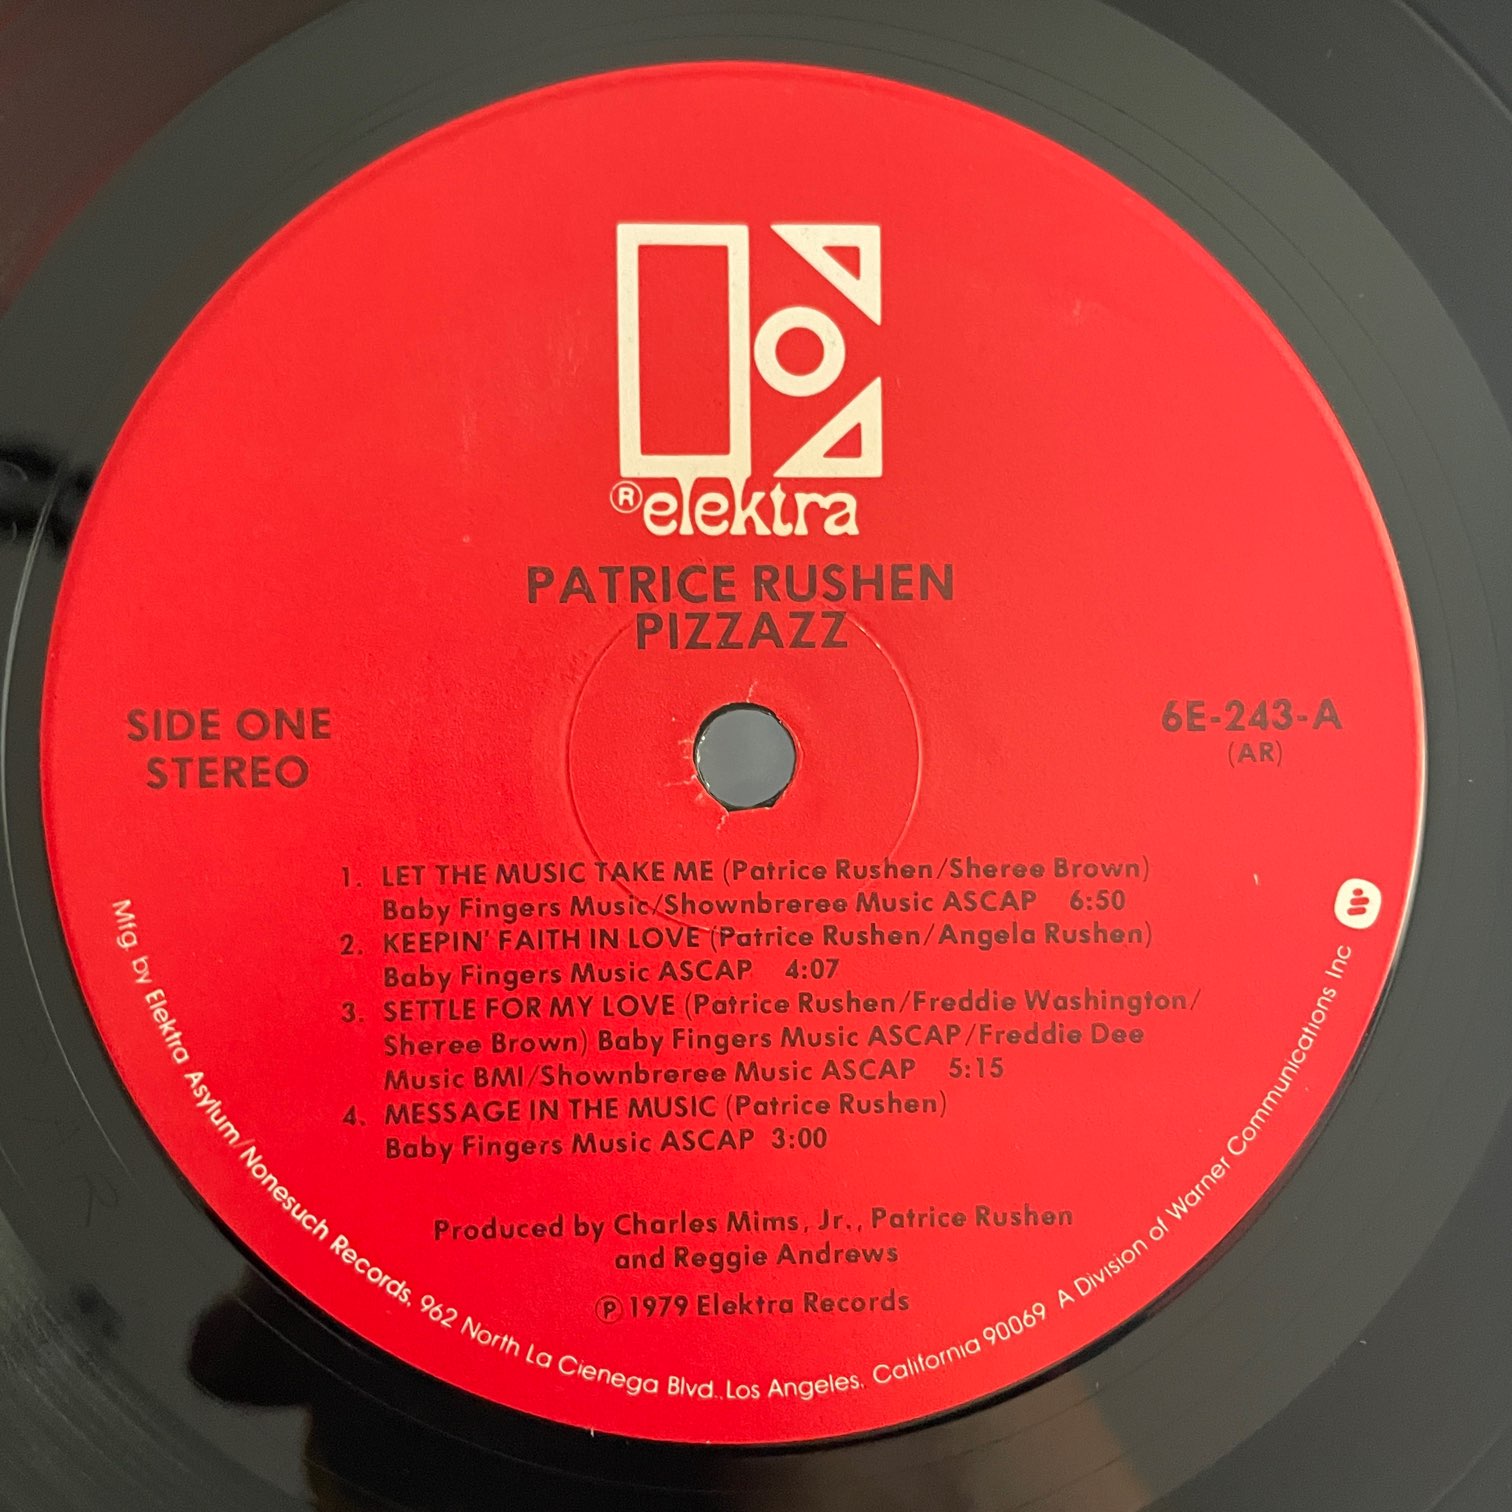 ® elektra
PATRICE RUSHEN
PIZZAZZ
SIDE ONE
STEREO
6E-243-A
(AR)
1. LET THE MUSIC TAKE ME (Patrice Rushen/Sheree Brown)
Baby Fingers Music/Shownbreree Music ASCAP 6:50
2. KEEPIN' FAITH IN LOVE (Patrice Rushen/Angela Rushen)
Baby Fingers Music ASCAP 4:07
3. SETTLE FOR MY LOVE (Patrice Rushen/Freddie Washington/
Sheree Brown) Baby Fingers Music ASCAP/Freddie Dee
Music BMI/Shownbreree Music ASCAP 5:15
4. MESSAGE IN THE MUSIC (Patrice Rushen)
Baby Fingers Music ASCAP 3:00
Produced by Charles Mims, Jr., Patrice Rushen
and Reggie Andrews
℗ 1979 Elektra Records
Mfg. by Elektra Asylum/Nonesuch Records, 962 North La Cienega Blvd., Los Angeles, California 90069 A Division of Warner Communications Inc